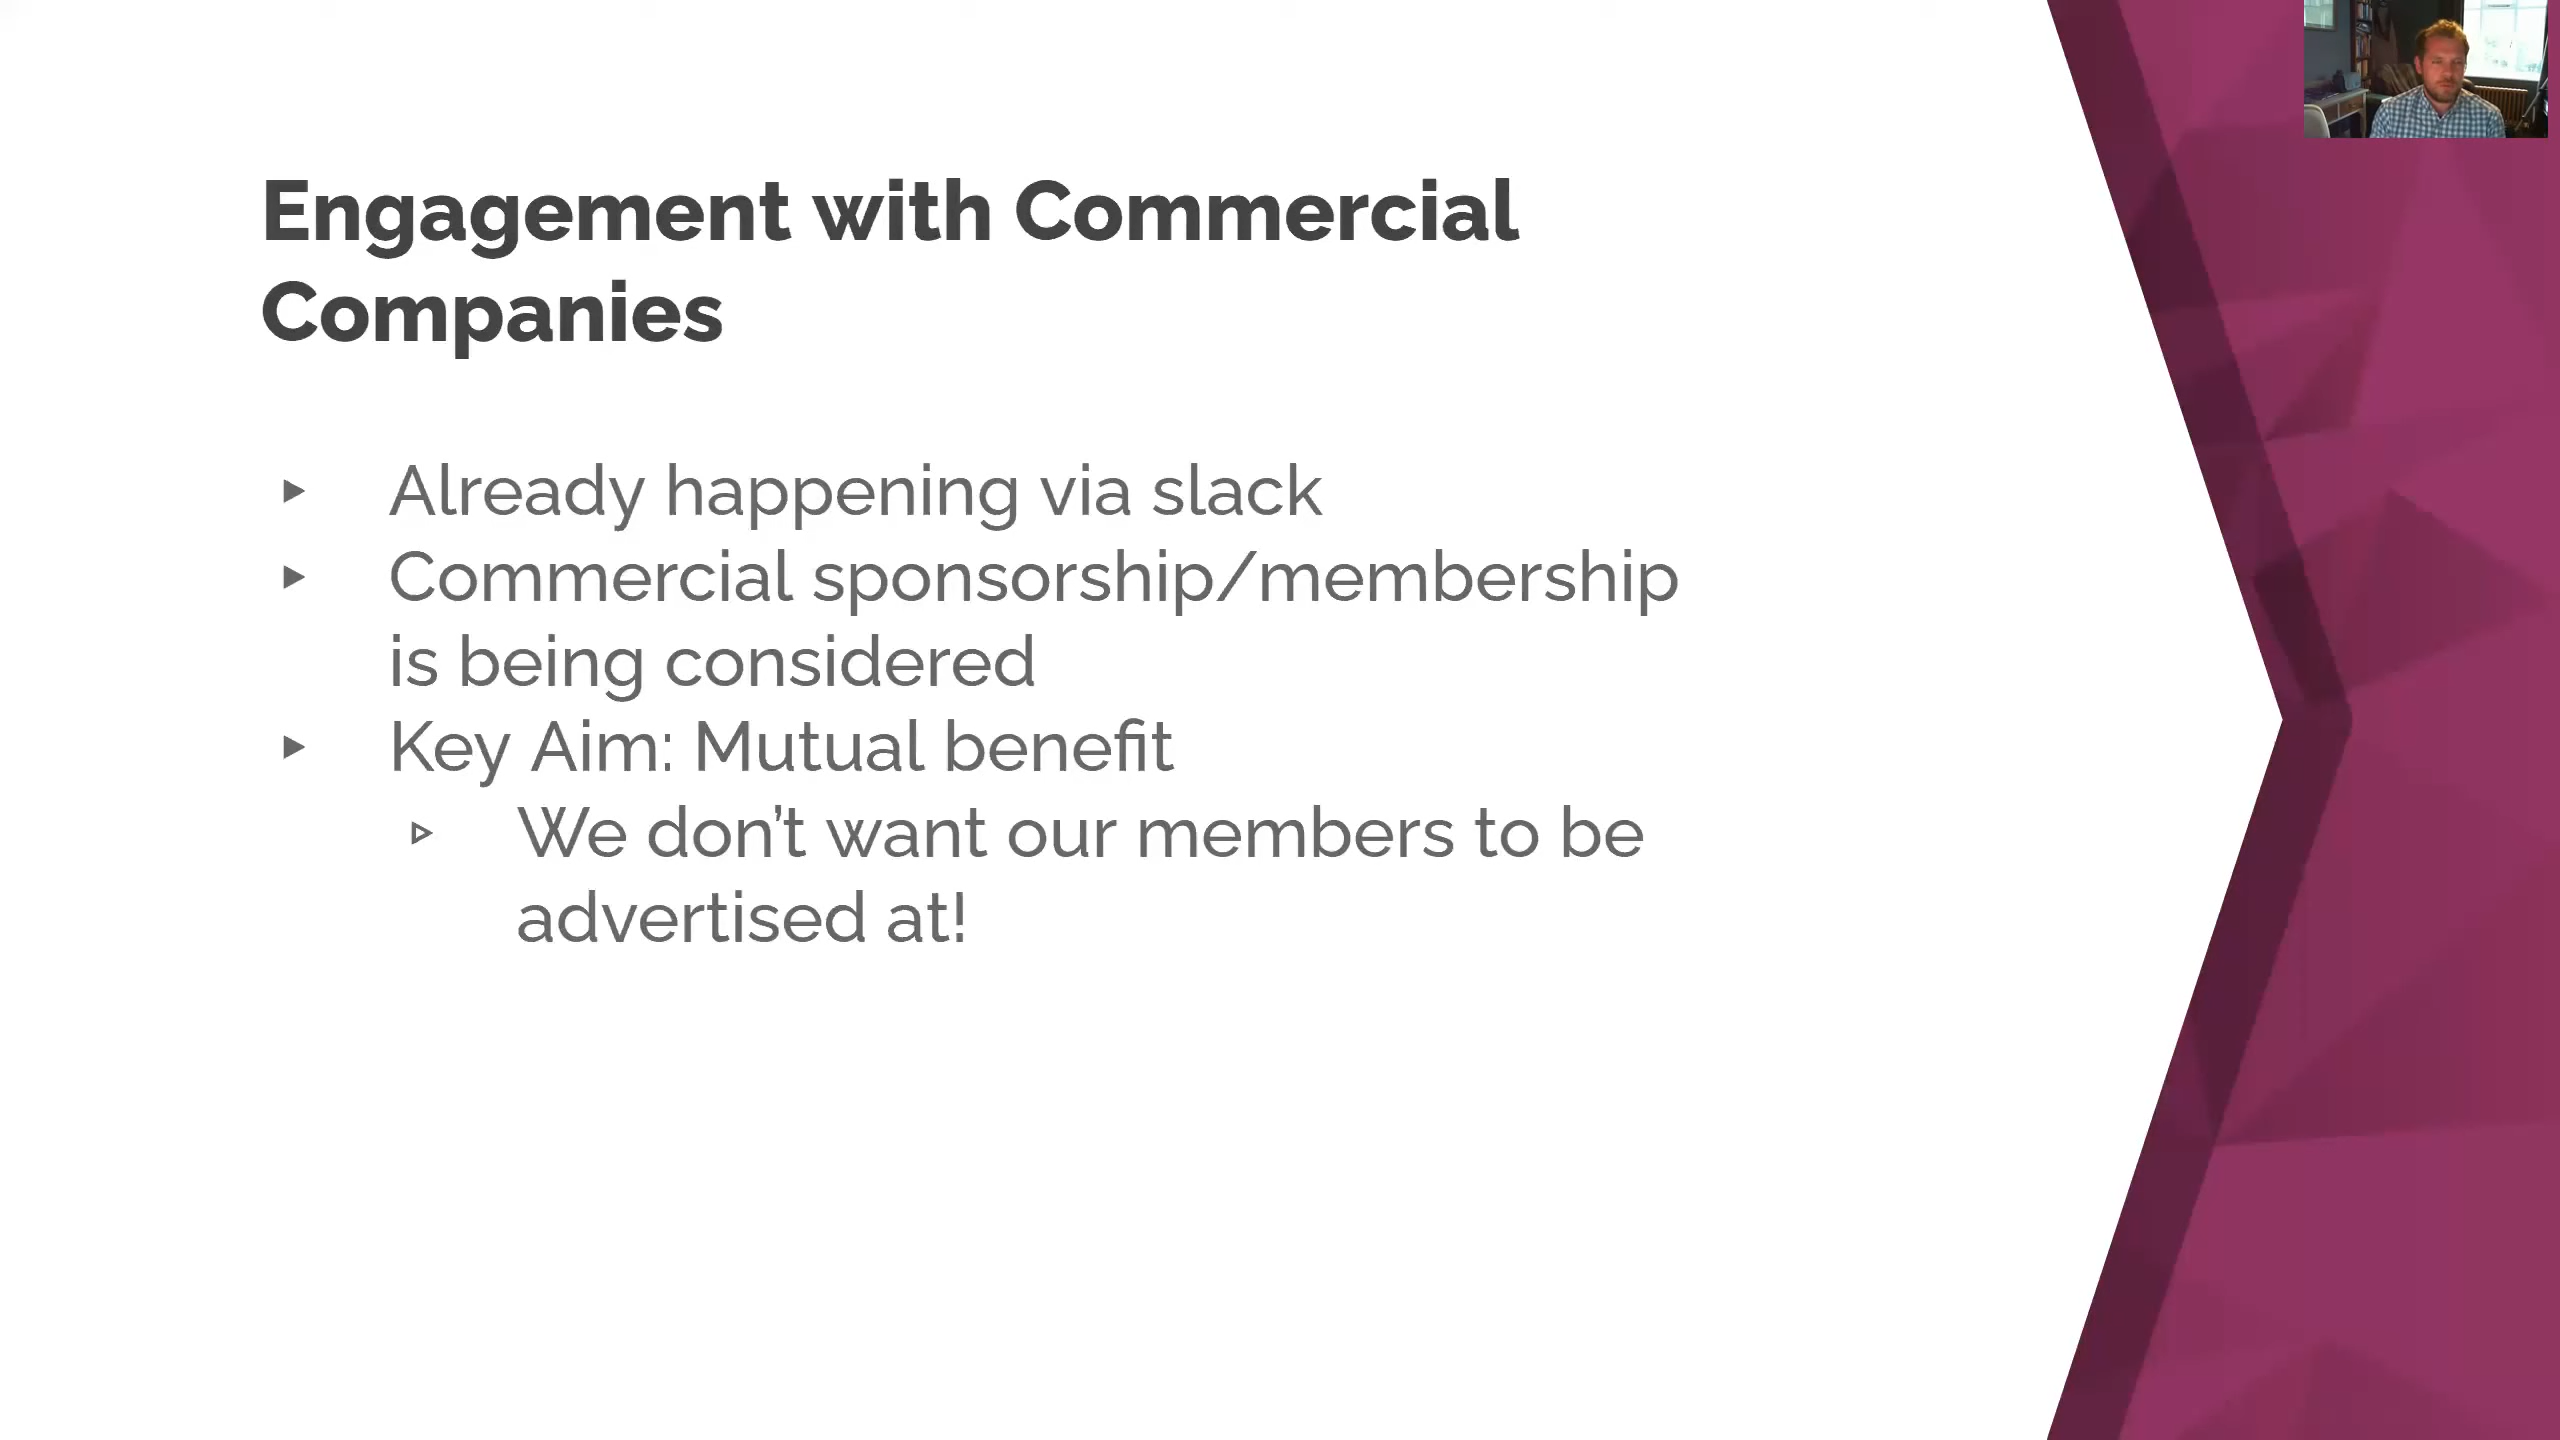 Engagement with Commercial
Companies
Already happening via slack
Commercial sponsorship/membership
is being considered
Key Aim: Mutual benefit
We don’t want our members to be
advertised at!